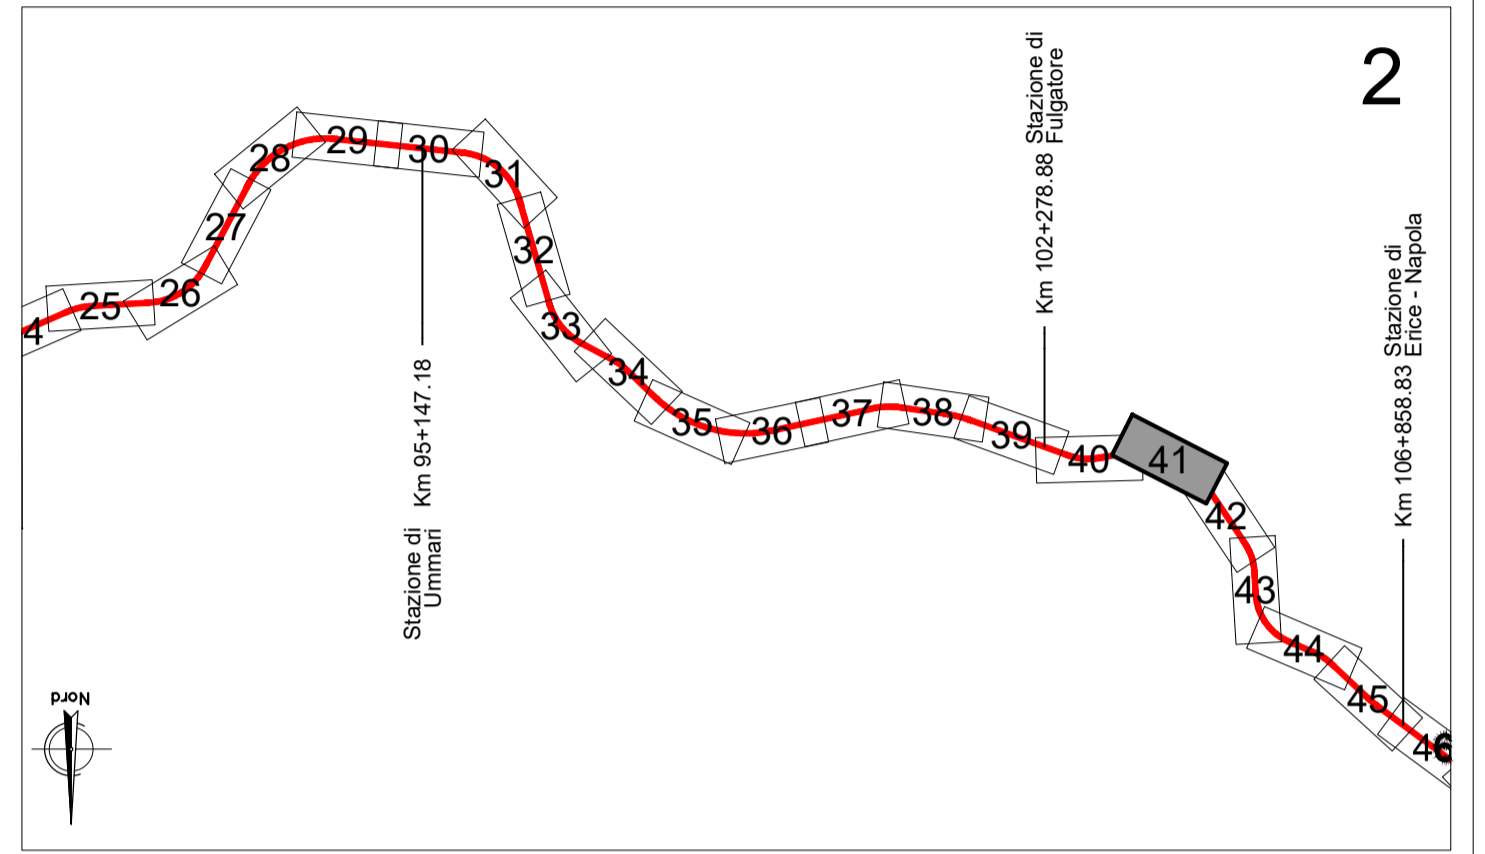 2
Stazione di
Fulgatore
Km 102+278.88
29
30
28
31
27
32
Stazione di
Erice - Napola
Km 106+858.83
26
25
4
33
34
Km 95+147.18
Stazione di
Ummari
35
36
37
38
39
40
41
42
43
44
45
46
Nord